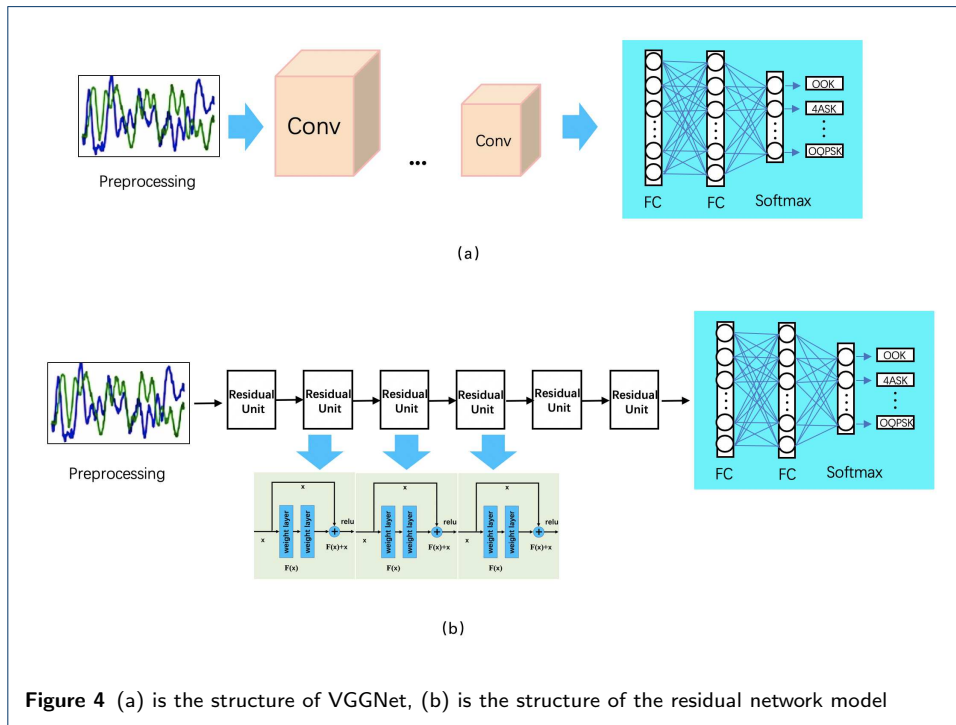 Conv
...
Conv
OOK
4ASK
OQPSK
Preprocessing
FC FC Softmax
(a)
Residual Unit
Residual Unit
Residual Unit
Residual Unit
Residual Unit
Residual Unit
OOK
4ASK
OQPSK
Preprocessing
FC FC Softmax
x
x
weight layer
weight layer
+
relu
F(x)+x
F(x)
x
x
weight layer
weight layer
+
relu
F(x)+x
F(x)
x
x
weight layer
weight layer
+
relu
F(x)+x
F(x)
(b)
Figure 4 (a) is the structure of VGGNet, (b) is the structure of the residual network model